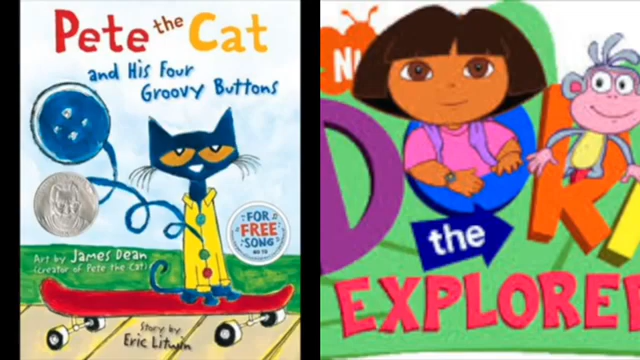 Pete the Cat
and His Four
Groovy Buttons
FOR
FREE
SONG
Art by James Dean
(creator of Pete the Cat)
Story by
Eric Litwin
the
EXPLORER